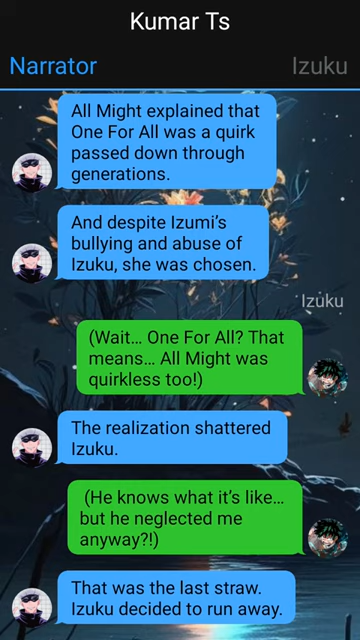 Kumar Ts
Narrator
Izuku
All Might explained that
One For All was a quirk
passed down through
generations.
And despite Izumi's
bullying and abuse of
Izuku, she was chosen.
Izuku
(Wait... One For All? That
means... All Might was
quirkless too!)
The realization shattered
Izuku.
(He knows what it's like...
but he neglected me
anyway?!)
That was the last straw.
Izuku decided to run away.